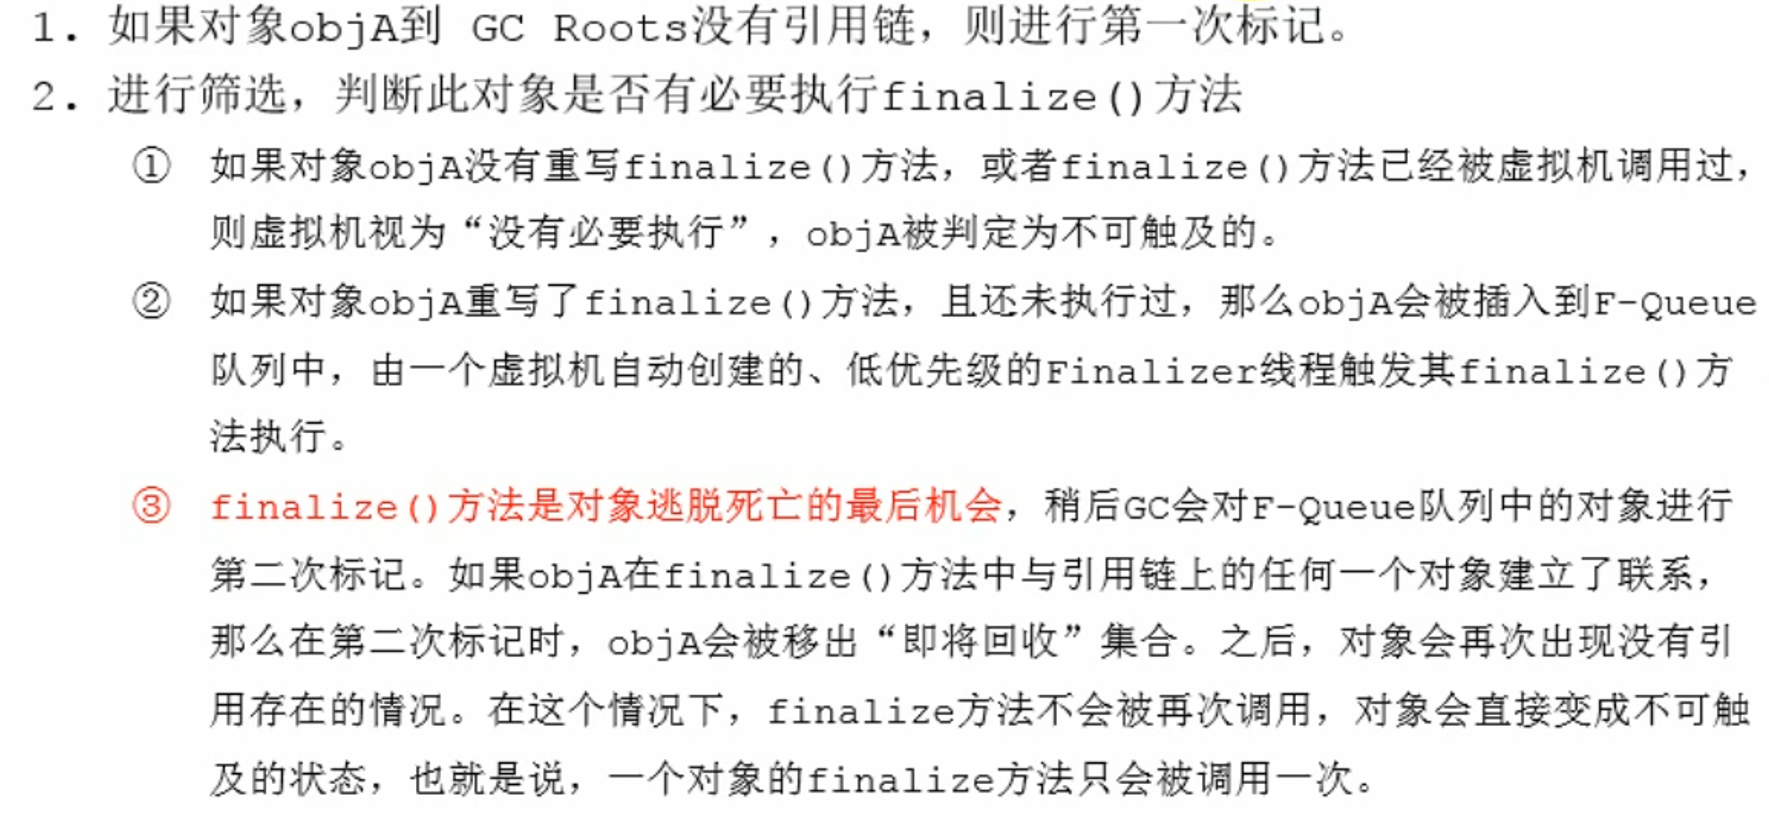 1. 如果对象objA到 GC Roots没有引用链，则进行第一次标记。
2. 进行筛选，判断此对象是否有必要执行finalize()方法
① 如果对象objA没有重写finalize()方法，或者finalize()方法已经被虚拟机调用过，
则虚拟机视为“没有必要执行”，objA被判定为不可触及的。
② 如果对象objA重写了finalize()方法，且还未执行过，那么objA会被插入到F-Queue
队列中，由一个虚拟机自动创建的、低优先级的Finalizer线程触发其finalize()方
法执行。
③ finalize()方法是对象逃脱死亡的最后机会，稍后GC会对F-Queue队列中的对象进行
第二次标记。如果objA在finalize()方法中与引用链上的任何一个对象建立了联系，
那么在第二次标记时，objA会被移出“即将回收”集合。之后，对象会再次出现没有引
用存在的情况。在这个情况下，finalize方法不会被再次调用，对象会直接变成不可触
及的状态，也就是说，一个对象的finalize方法只会被调用一次。